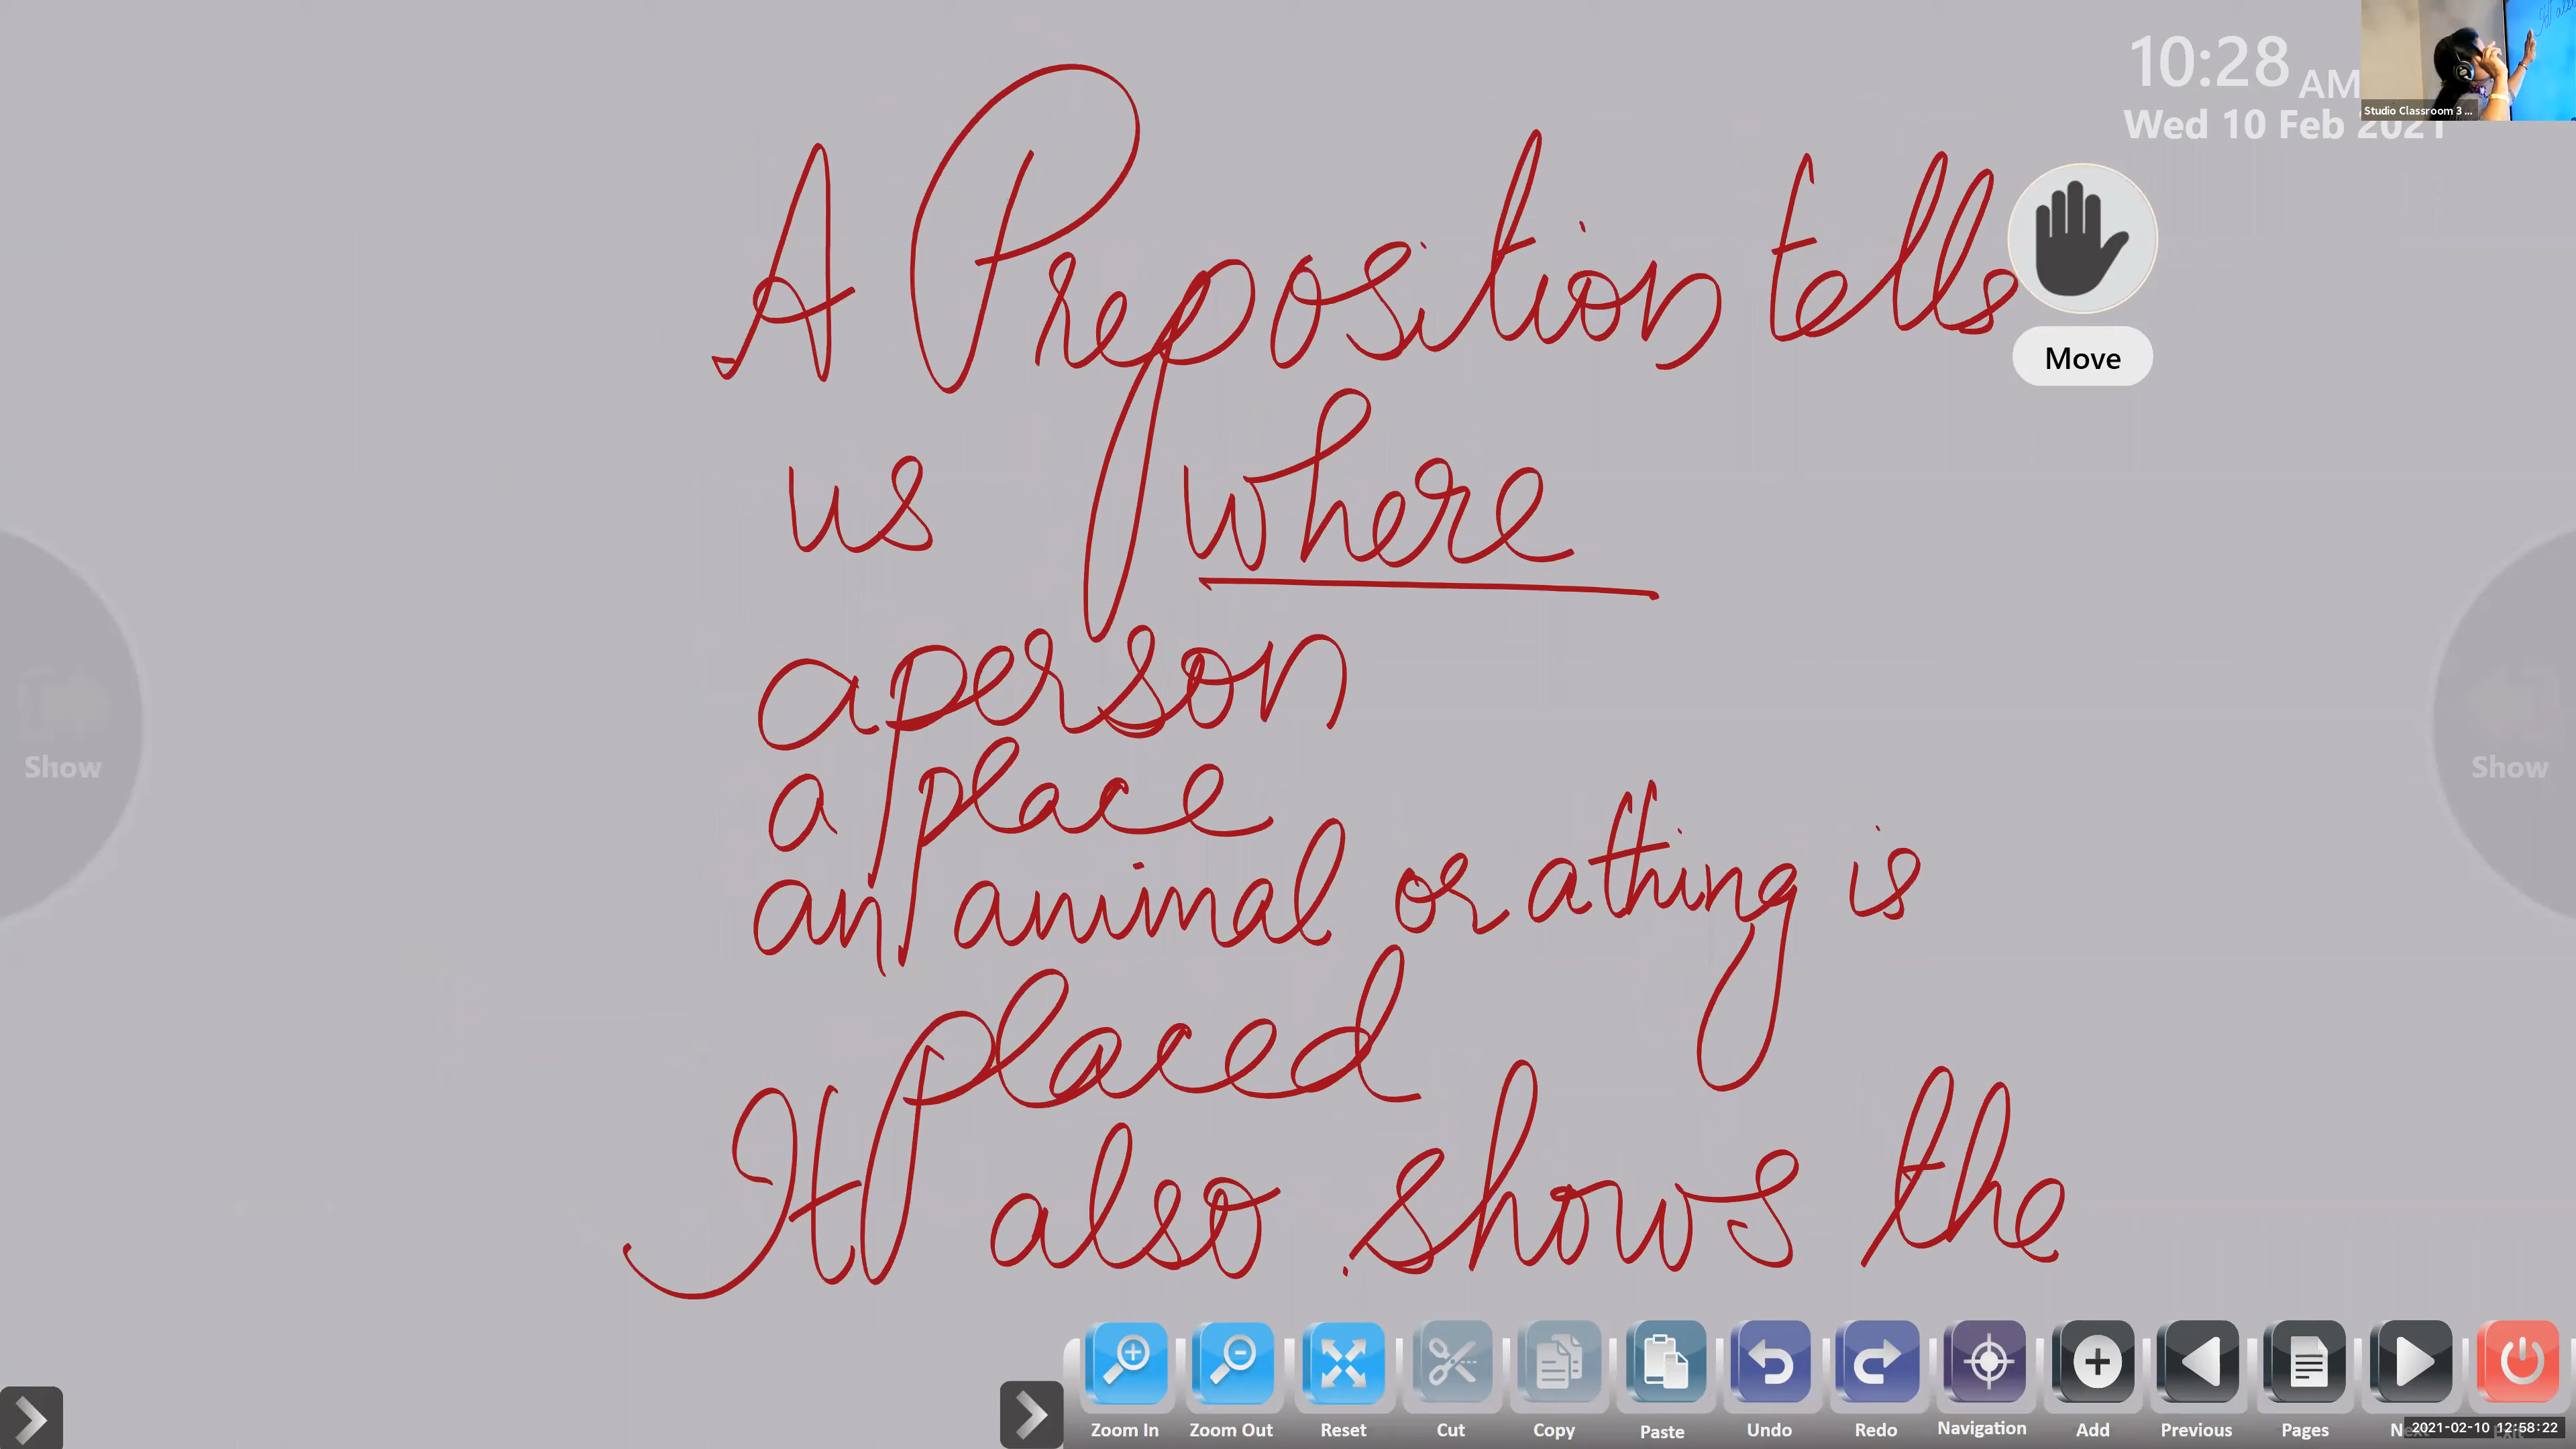 10:28 AM
Wed 10 Feb 2021
Studio Classroom 3 ...
A Preposition tells
Move
us where
a person
a place
an animal or a thing is
placed
It also shows the
Show
Show
Zoom In
Zoom Out
Reset
Cut
Copy
Paste
Undo
Redo
Navigation
Add
Previous
Pages
2021-02-10 12:58:22